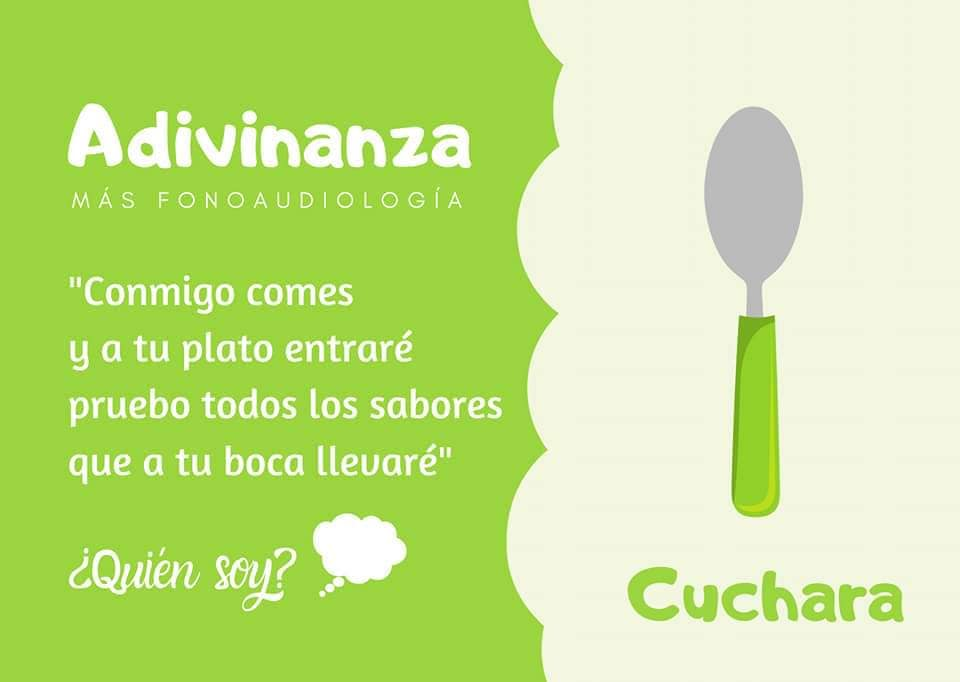 Adivinanza
MÁS FONOAUDIOLOGÍA
"Conmigo comes
y a tu plato entraré
pruebo todos los sabores
que a tu boca llevaré"
¿Quién soy?
Cuchara